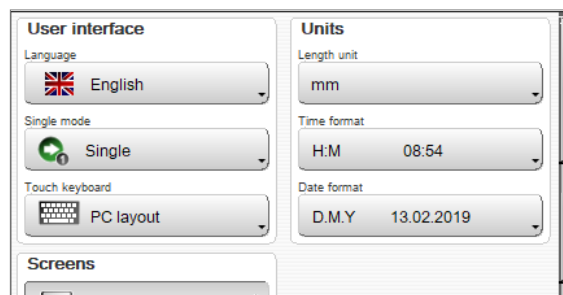 User interface
Language
English
Single mode
1
Single
Touch keyboard
PC layout
Screens
Units
Length unit
mm
Time format
H:M 08:54
Date format
D.M.Y 13.02.2019